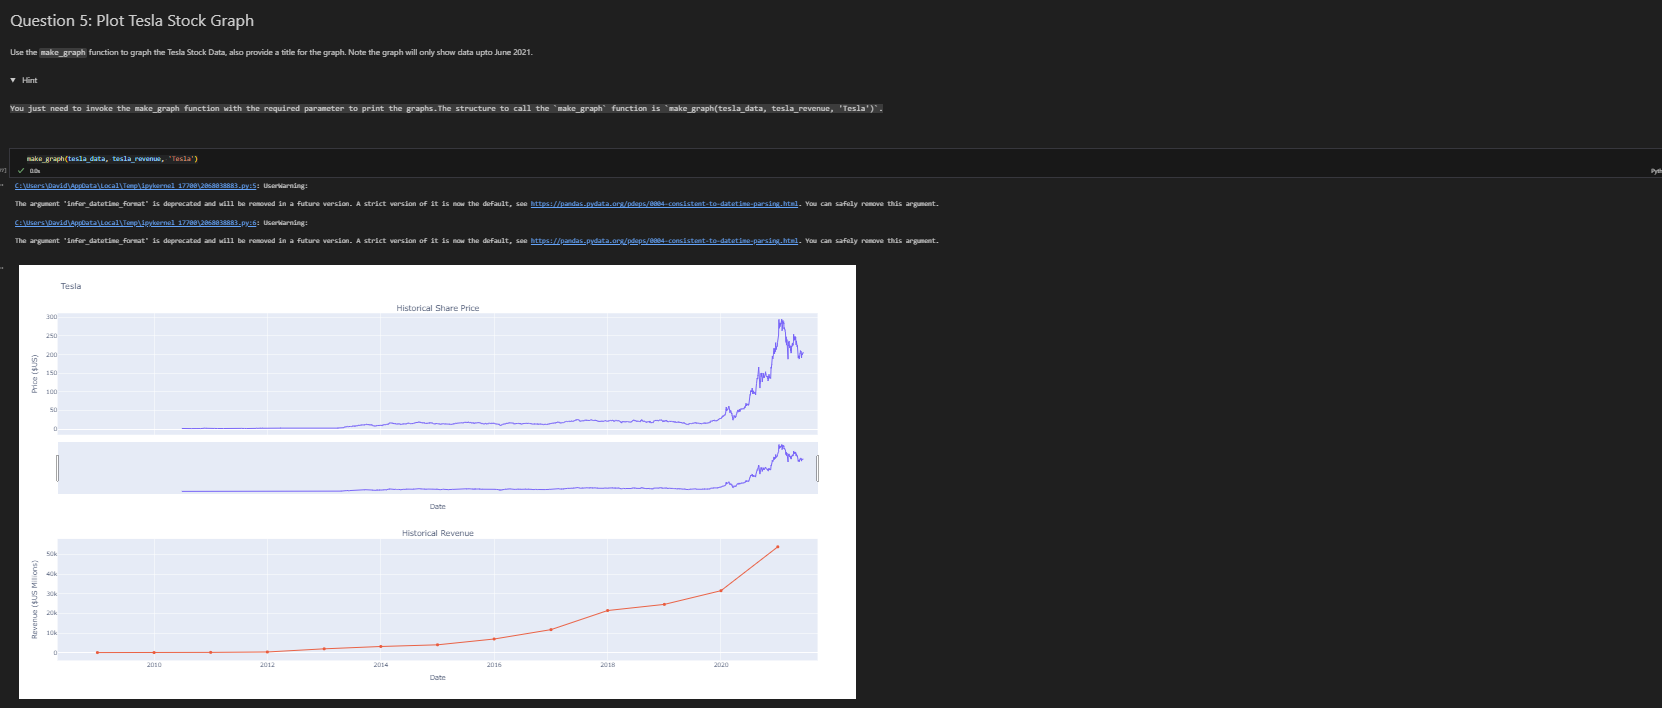 Question 5: Plot Tesla Stock Graph
Use the make_graph function to graph the Tesla Stock Data, also provide a title for the graph. Note the graph will only show data upto June 2021.
▼ Hint
You just need to invoke the make_graph function with the required parameter to print the graphs.The structure to call the `make_graph` function is `make_graph(tesla_data, tesla_revenue, 'Tesla')`.
make_graph(tesla_data, tesla_revenue, 'Tesla')
✓ 0.0s
C:\Users\David\AppData\Local\Temp\ipykernel_17700\2068038883.py:5: UserWarning:
The argument 'infer_datetime_format' is deprecated and will be removed in a future version. A strict version of it is now the default, see https://pandas.pydata.org/pdeps/0004-consistent-to-datetime-parsing.html. You can safely remove this argument.
C:\Users\David\AppData\Local\Temp\ipykernel_17700\2068038883.py:6: UserWarning:
The argument 'infer_datetime_format' is deprecated and will be removed in a future version. A strict version of it is now the default, see https://pandas.pydata.org/pdeps/0004-consistent-to-datetime-parsing.html. You can safely remove this argument.
Tesla
Historical Share Price
Price ($US)
300
250
200
150
100
50
0
Date
Historical Revenue
Revenue ($US Millions)
50k
40k
30k
20k
10k
0
2010 2012 2014 2016 2018 2020
Date